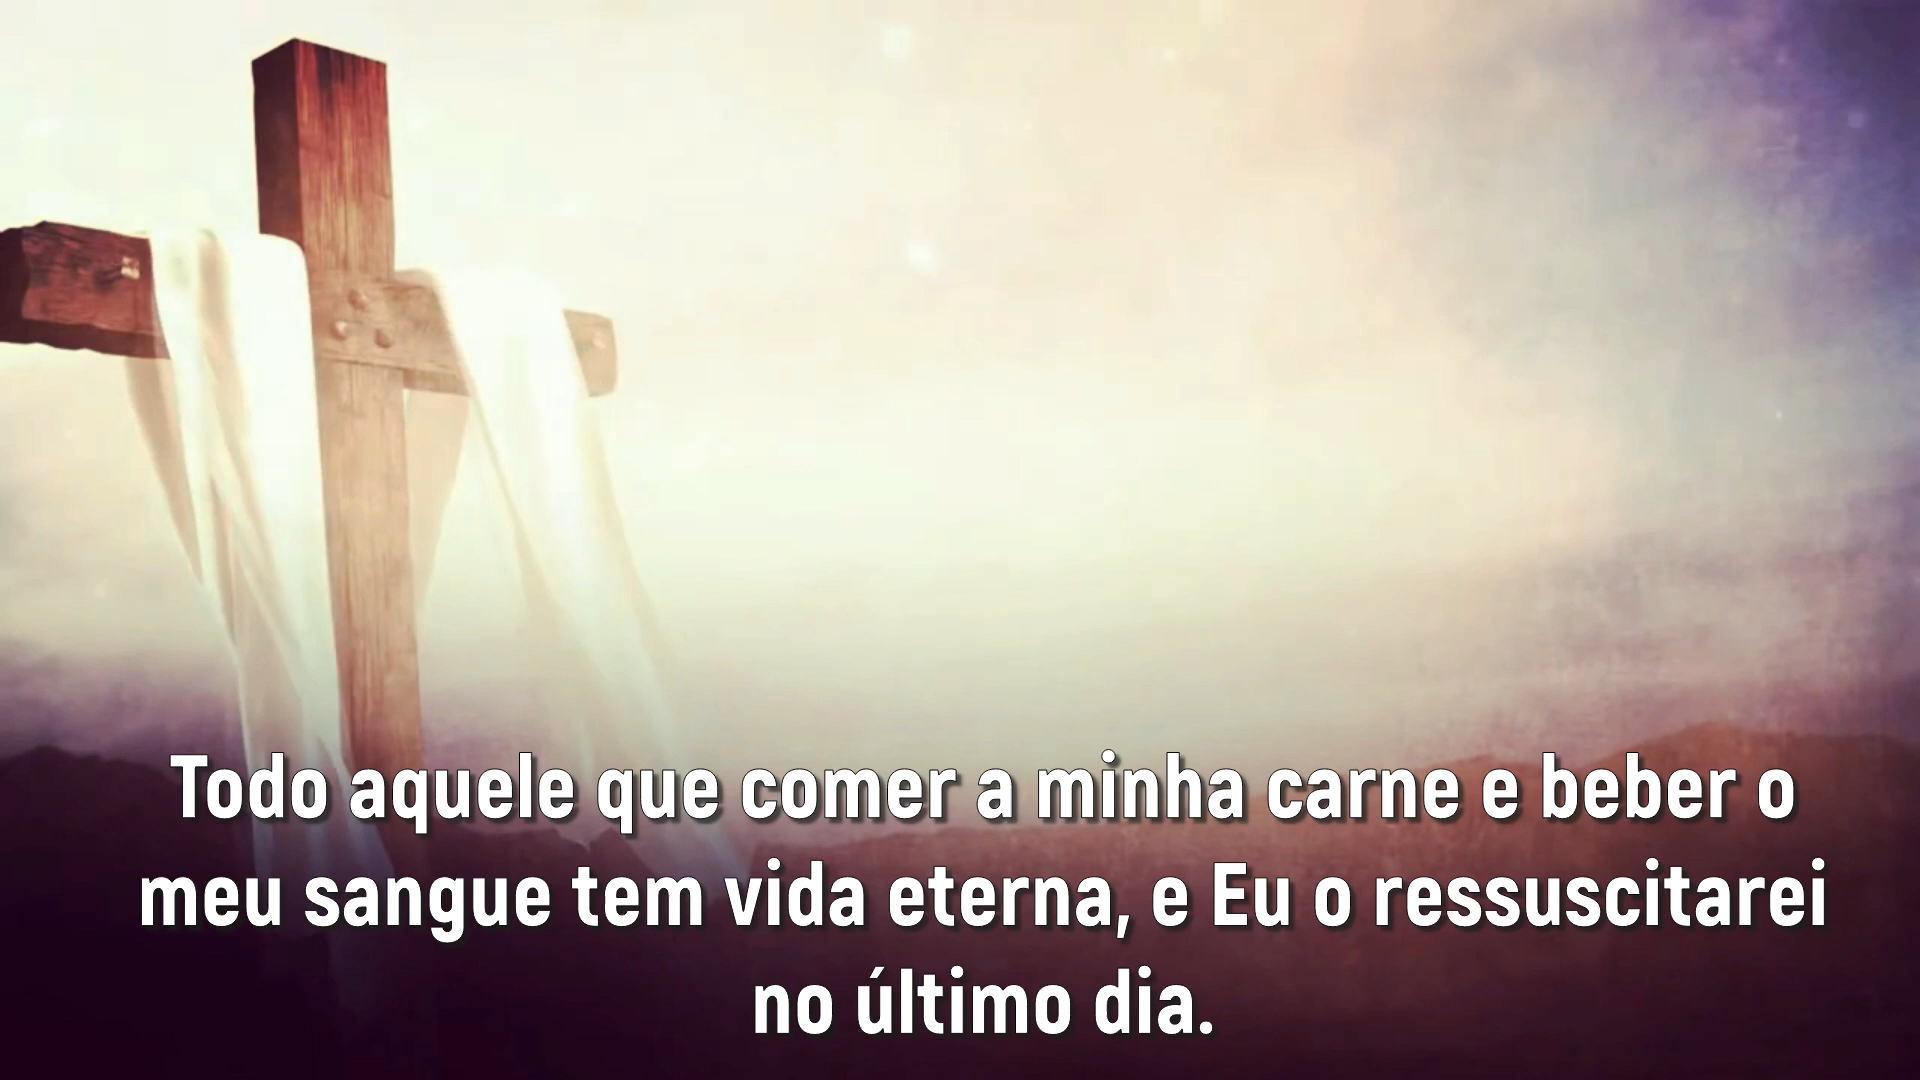 Todo aquele que comer a minha carne e beber o
meu sangue tem vida eterna, e Eu o ressuscitarei
no último dia.